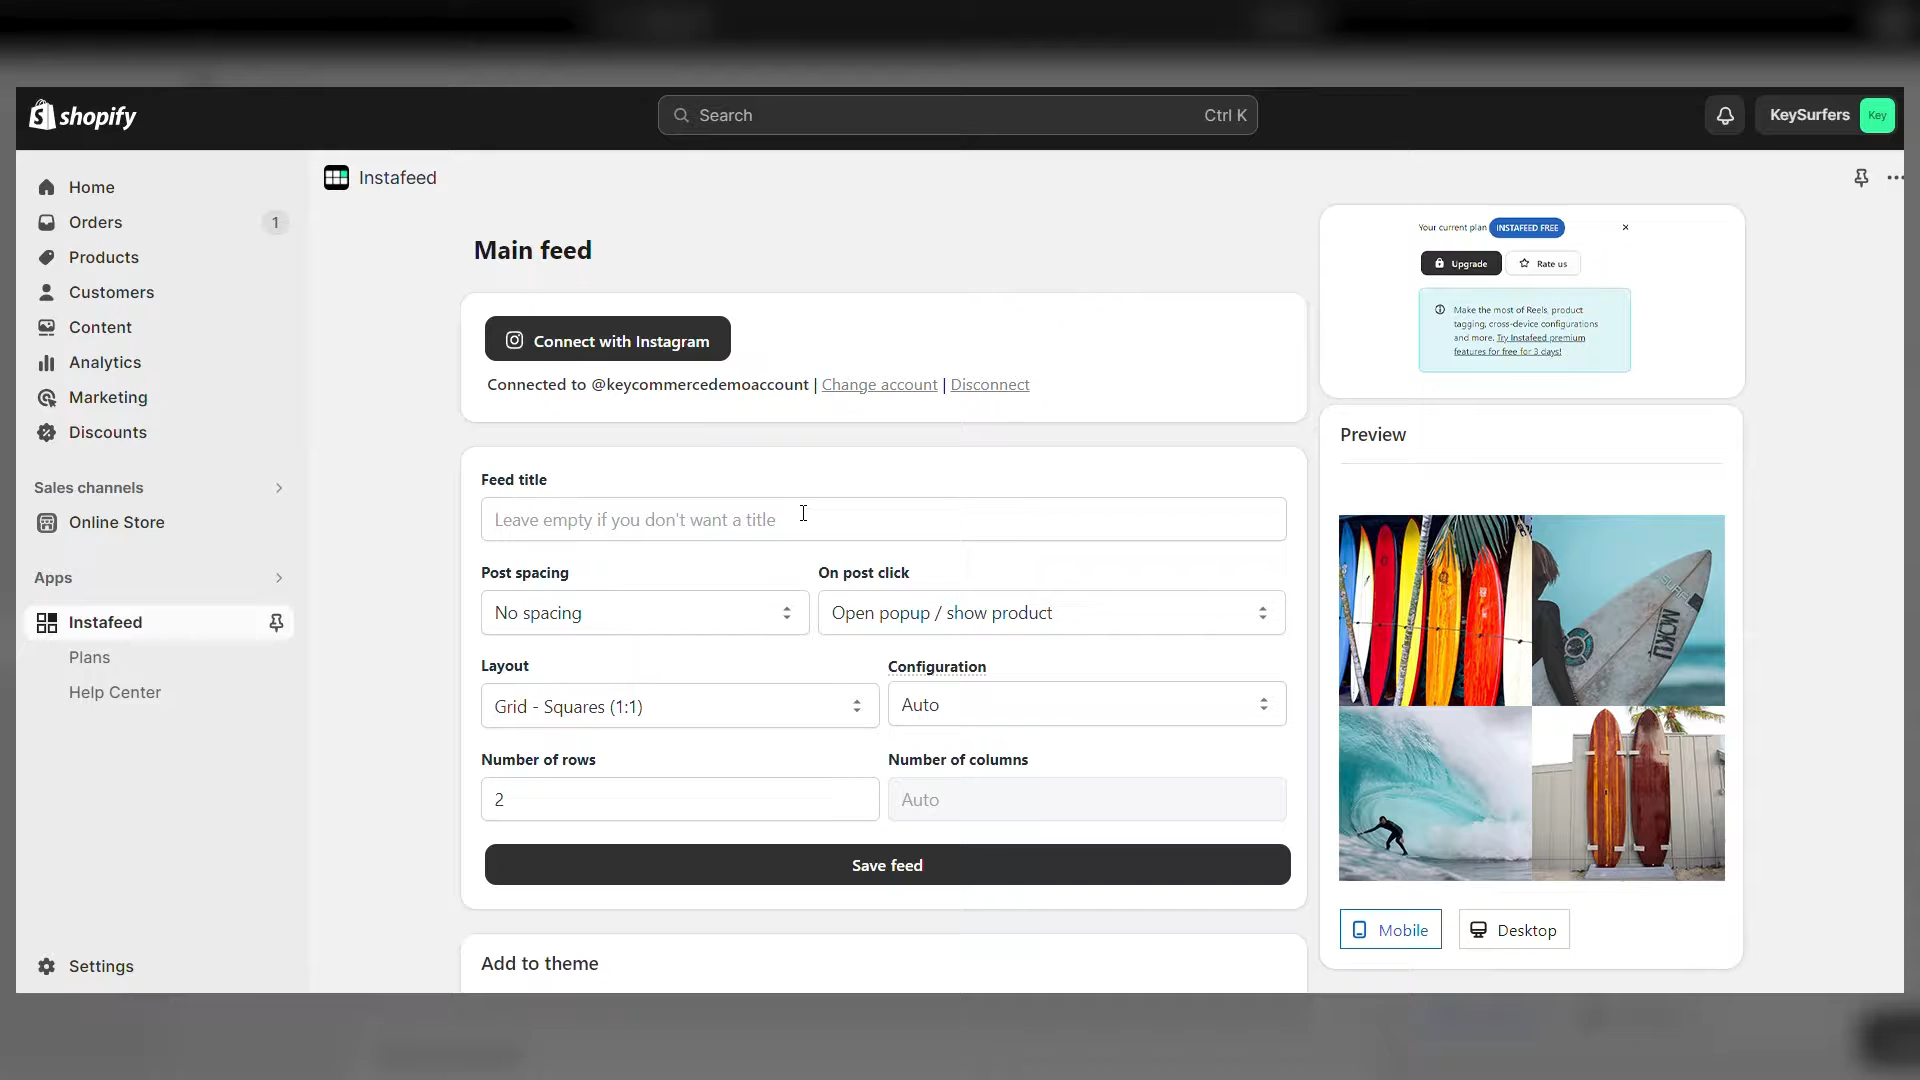 shopify
Search
Ctrl K
KeySurfers
Key
Home
Orders
1
Products
Customers
Content
Analytics
Marketing
Discounts
Sales channels
Online Store
Apps
Instafeed
Plans
Help Center
Settings
Instafeed
Main feed
Connect with Instagram
Connected to @keycommercedemoaccount | Change account | Disconnect
Feed title
Leave empty if you don't want a title
Post spacing
On post click
No spacing
Open popup / show product
Layout
Configuration
Grid - Squares (1:1)
Auto
Number of rows
Number of columns
2
Auto
Save feed
Add to theme
Your current plan INSTAFEED FREE
Upgrade
Rate us
Make the most of Reels, product
tagging, cross-device configurations
and more. Try Instafeed premium
features for free for 3 days!
Preview
SURF
MOKU
Mobile
Desktop